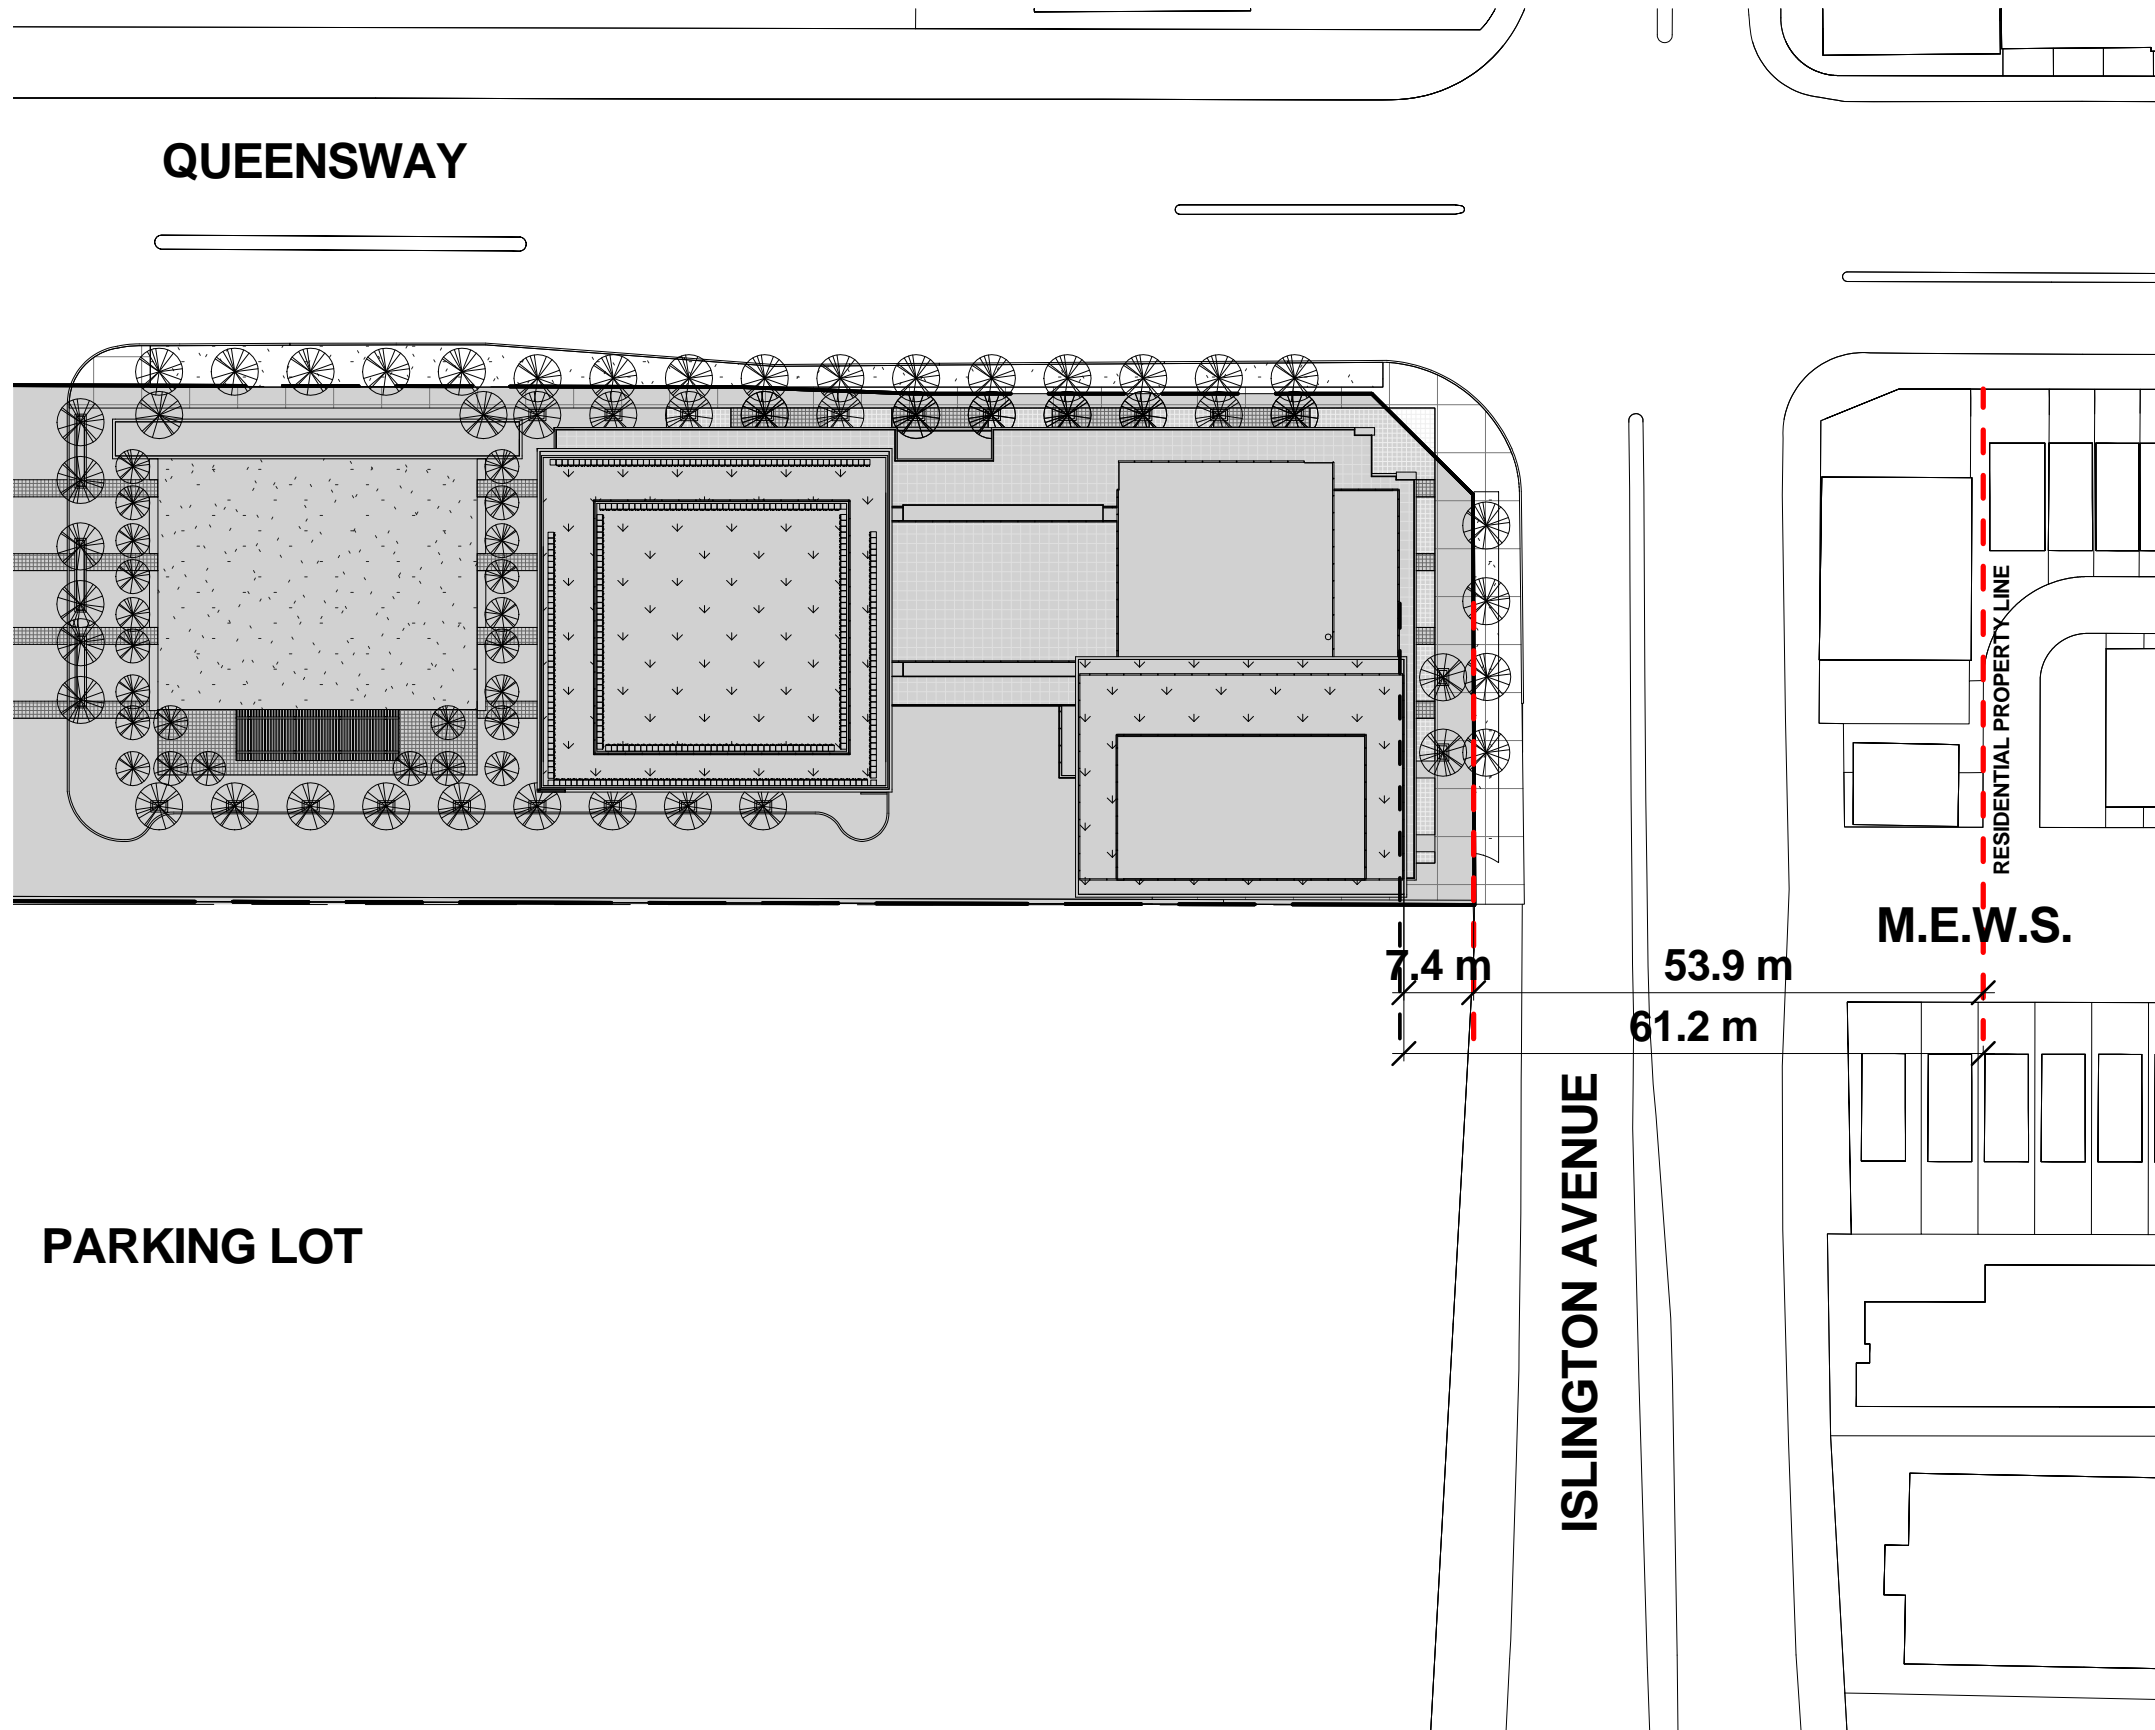 QUEENSWAY
RESIDENTIAL PROPERTY LINE
M.E.W.S.
7.4 m
53.9 m
61.2 m
ISLINGTON AVENUE
PARKING LOT